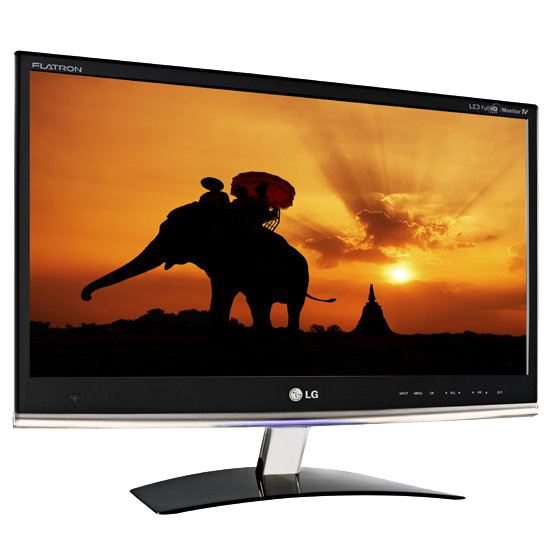 FLATRON
LED Full HD Monitor TV
LG
INPUT MENU OK ◂ VOL ▸ ▾ PR ▴ ⏻/I